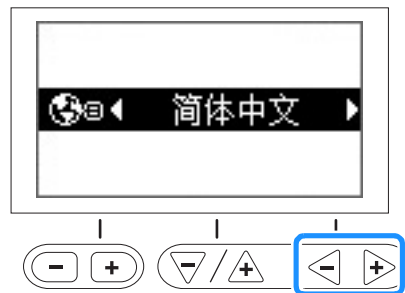 简体中文
- + - / + - +